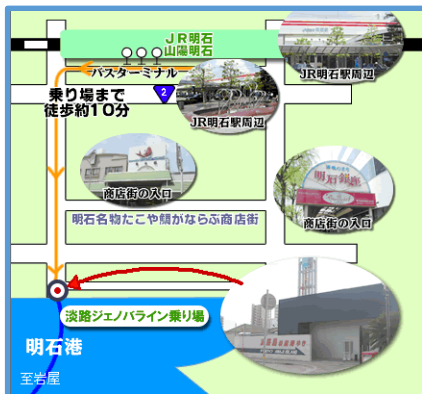 JR明石
山陽明石
バスターミナル
JR明石駅周辺
乗り場まで
徒歩約10分
2
JR明石駅周辺
商店街の入口
明石銀座
商店街の入口
明石名物たこや鯛がならぶ商店街
淡路ジェノバライン乗り場
明石港
至岩屋